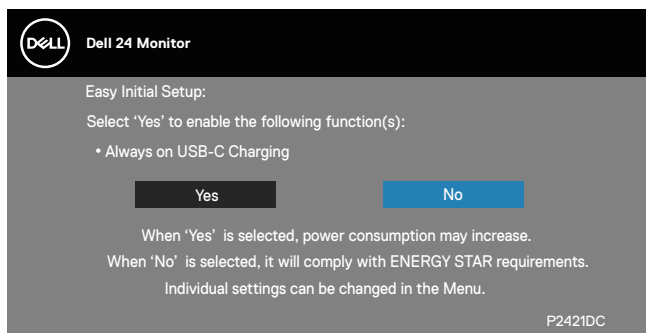 DELL
Dell 24 Monitor
Easy Initial Setup:
Select ‘Yes’ to enable the following function(s):
• Always on USB-C Charging
Yes
No
When ‘Yes’ is selected, power consumption may increase.
When ‘No’ is selected, it will comply with ENERGY STAR requirements.
Individual settings can be changed in the Menu.
P2421DC